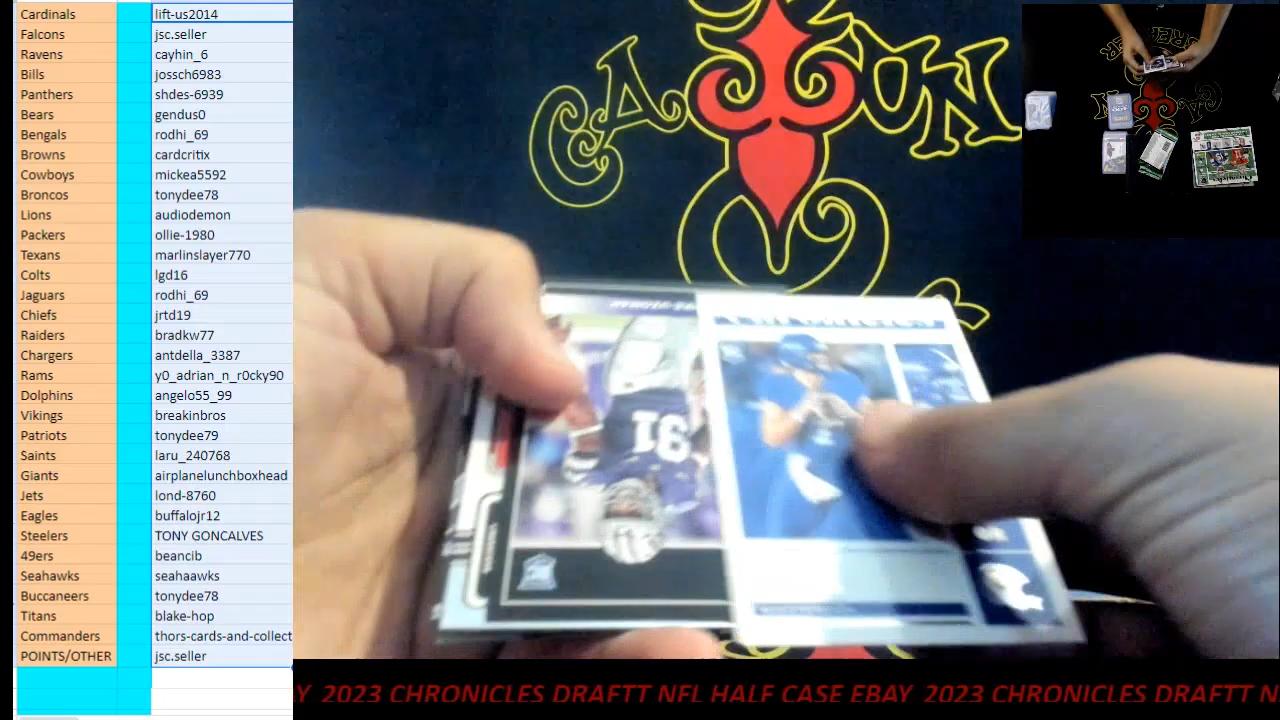 Cardinals lift-us2014
Falcons jsc.seller
Ravens cayhin_6
Bills jossch6983
Panthers shdes-6939
Bears gendus0
Bengals rodhi_69
Browns cardcritix
Cowboys mickea5592
Broncos tonydee78
Lions audiodemon
Packers ollie-1980
Texans marlinslayer770
Colts lgd16
Jaguars rodhi_69
Chiefs jrtd19
Raiders bradkw77
Chargers antdella_3387
Rams y0_adrian_n_r0cky90
Dolphins angelo55_99
Vikings breakinbros
Patriots tonydee79
Saints laru_240768
Giants airplanelunchboxhead
Jets lond-8760
Eagles buffalojr12
Steelers TONY GONCALVES
49ers beancib
Seahawks seahaawks
Buccaneers tonydee78
Titans blake-hop
Commanders thors-cards-and-collect
POINTS/OTHER jsc.seller
CA ON
18
Y 2023 CHRONICLES DRAFTT NFL HALF CASE EBAY 2023 CHRONICLES DRAFTT N